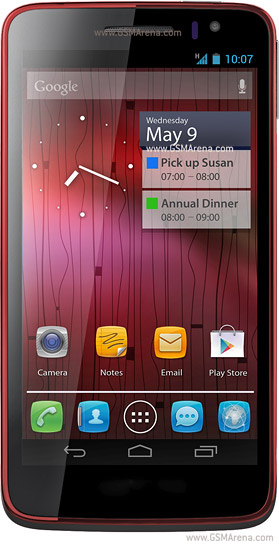 www.GSMArena.com
H 10:07
Google
Wednesday
May 9
www.GSMArena.com
Pick up Susan
07:00 – 08:00
Annual Dinner
08:00 – 09:00
Camera
Notes
Email
Play Store
www.GSMArena.com